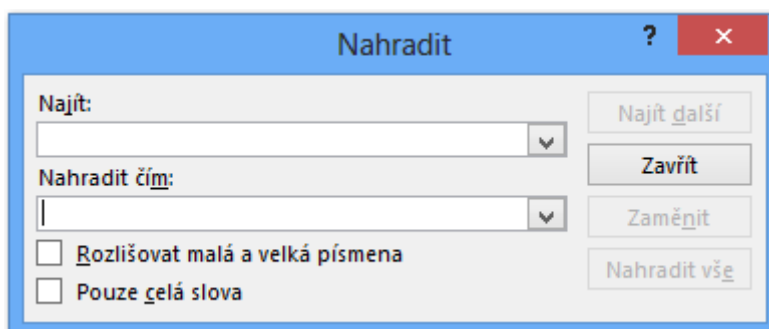 Nahradit
?
Najít:
Najít další
Zavřít
Nahradit čím:
Zaměnit
Rozlišovat malá a velká písmena
Nahradit vše
Pouze celá slova